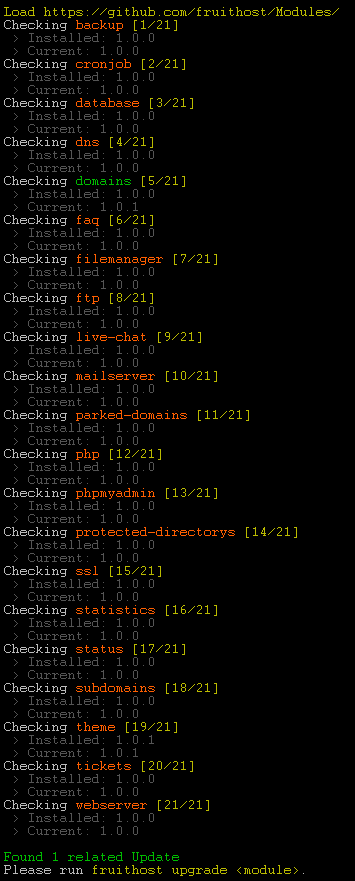 Load https://github.com/fruithost/Modules/
Checking backup [1/21]
> Installed: 1.0.0
> Current: 1.0.0
Checking cronjob [2/21]
> Installed: 1.0.0
> Current: 1.0.0
Checking database [3/21]
> Installed: 1.0.0
> Current: 1.0.0
Checking dns [4/21]
> Installed: 1.0.0
> Current: 1.0.0
Checking domains [5/21]
> Installed: 1.0.0
> Current: 1.0.1
Checking faq [6/21]
> Installed: 1.0.0
> Current: 1.0.0
Checking filemanager [7/21]
> Installed: 1.0.0
> Current: 1.0.0
Checking ftp [8/21]
> Installed: 1.0.0
> Current: 1.0.0
Checking live-chat [9/21]
> Installed: 1.0.0
> Current: 1.0.0
Checking mailserver [10/21]
> Installed: 1.0.0
> Current: 1.0.0
Checking parked-domains [11/21]
> Installed: 1.0.0
> Current: 1.0.0
Checking php [12/21]
> Installed: 1.0.0
> Current: 1.0.0
Checking phpmyadmin [13/21]
> Installed: 1.0.0
> Current: 1.0.0
Checking protected-directorys [14/21]
> Installed: 1.0.0
> Current: 1.0.0
Checking ssl [15/21]
> Installed: 1.0.0
> Current: 1.0.0
Checking statistics [16/21]
> Installed: 1.0.0
> Current: 1.0.0
Checking status [17/21]
> Installed: 1.0.0
> Current: 1.0.0
Checking subdomains [18/21]
> Installed: 1.0.0
> Current: 1.0.0
Checking theme [19/21]
> Installed: 1.0.1
> Current: 1.0.1
Checking tickets [20/21]
> Installed: 1.0.0
> Current: 1.0.0
Checking webserver [21/21]
> Installed: 1.0.0
> Current: 1.0.0
Found 1 related Update
Please run fruithost upgrade <module>.